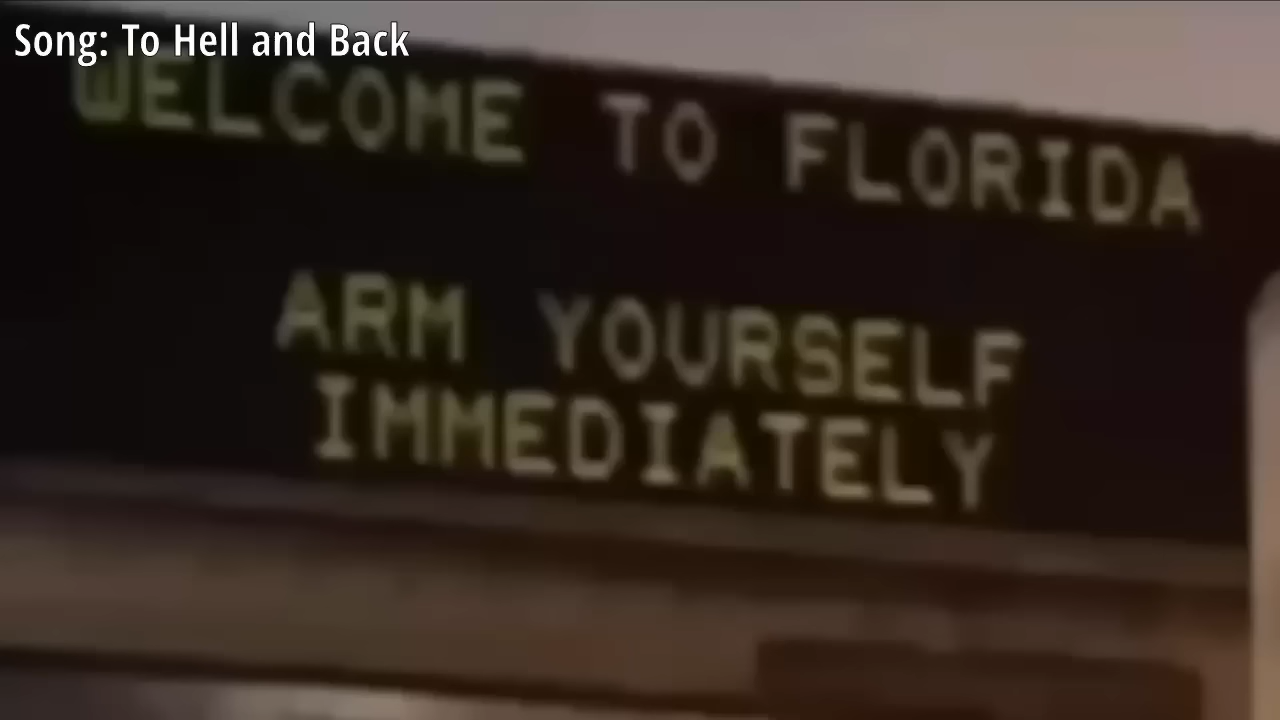 Song: To Hell and Back
WELCOME TO FLORIDA
ARM YOURSELF
IMMEDIATELY